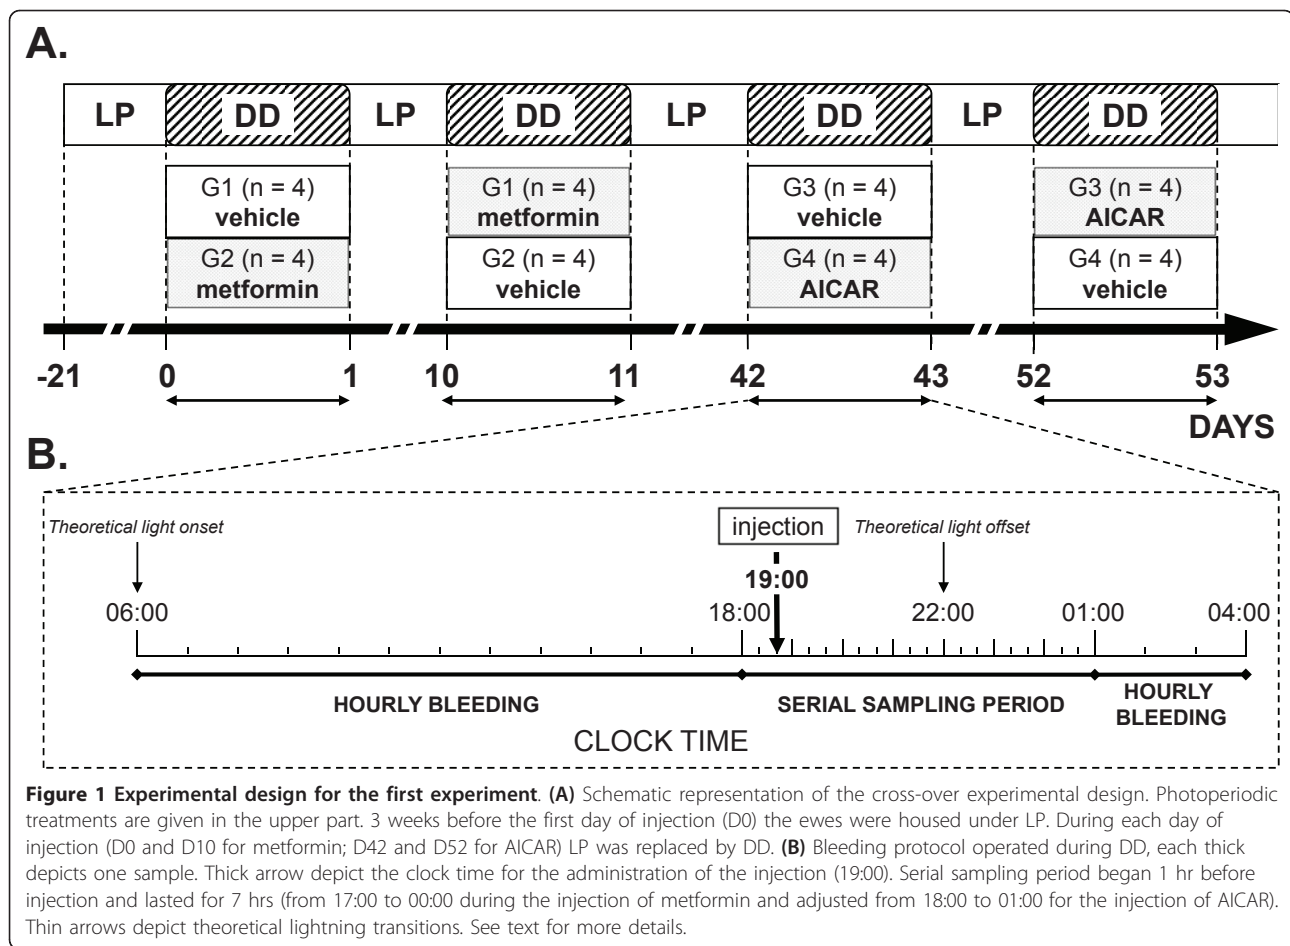 A.
LP DD LP DD LP DD LP DD
G1 (n = 4) G1 (n = 4) G3 (n = 4) G3 (n = 4)
vehicle metformin vehicle AICAR
G2 (n = 4) G2 (n = 4) G4 (n = 4) G4 (n = 4)
metformin vehicle AICAR vehicle
-21 0 1 10 11 42 43 52 53
DAYS
B.
Theoretical light onset injection Theoretical light offset
19:00
06:00 18:00 22:00 01:00 04:00
HOURLY BLEEDING SERIAL SAMPLING PERIOD HOURLY
BLEEDING
CLOCK TIME
Figure 1 Experimental design for the first experiment. (A) Schematic representation of the cross-over experimental design. Photoperiodic
treatments are given in the upper part. 3 weeks before the first day of injection (D0) the ewes were housed under LP. During each day of
injection (D0 and D10 for metformin; D42 and D52 for AICAR) LP was replaced by DD. (B) Bleeding protocol operated during DD, each thick
depicts one sample. Thick arrow depict the clock time for the administration of the injection (19:00). Serial sampling period began 1 hr before
injection and lasted for 7 hrs (from 17:00 to 00:00 during the injection of metformin and adjusted from 18:00 to 01:00 for the injection of AICAR).
Thin arrows depict theoretical lightning transitions. See text for more details.